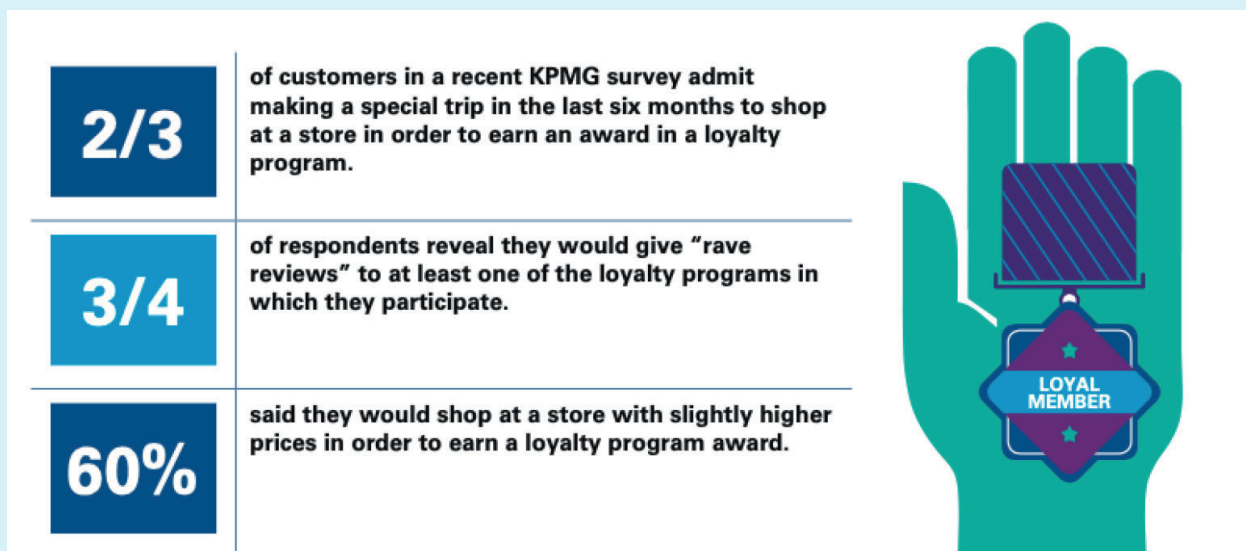 2/3
of customers in a recent KPMG survey admit
making a special trip in the last six months to shop
at a store in order to earn an award in a loyalty
program.
3/4
of respondents reveal they would give “rave
reviews” to at least one of the loyalty programs in
which they participate.
60%
said they would shop at a store with slightly higher
prices in order to earn a loyalty program award.
LOYAL
MEMBER